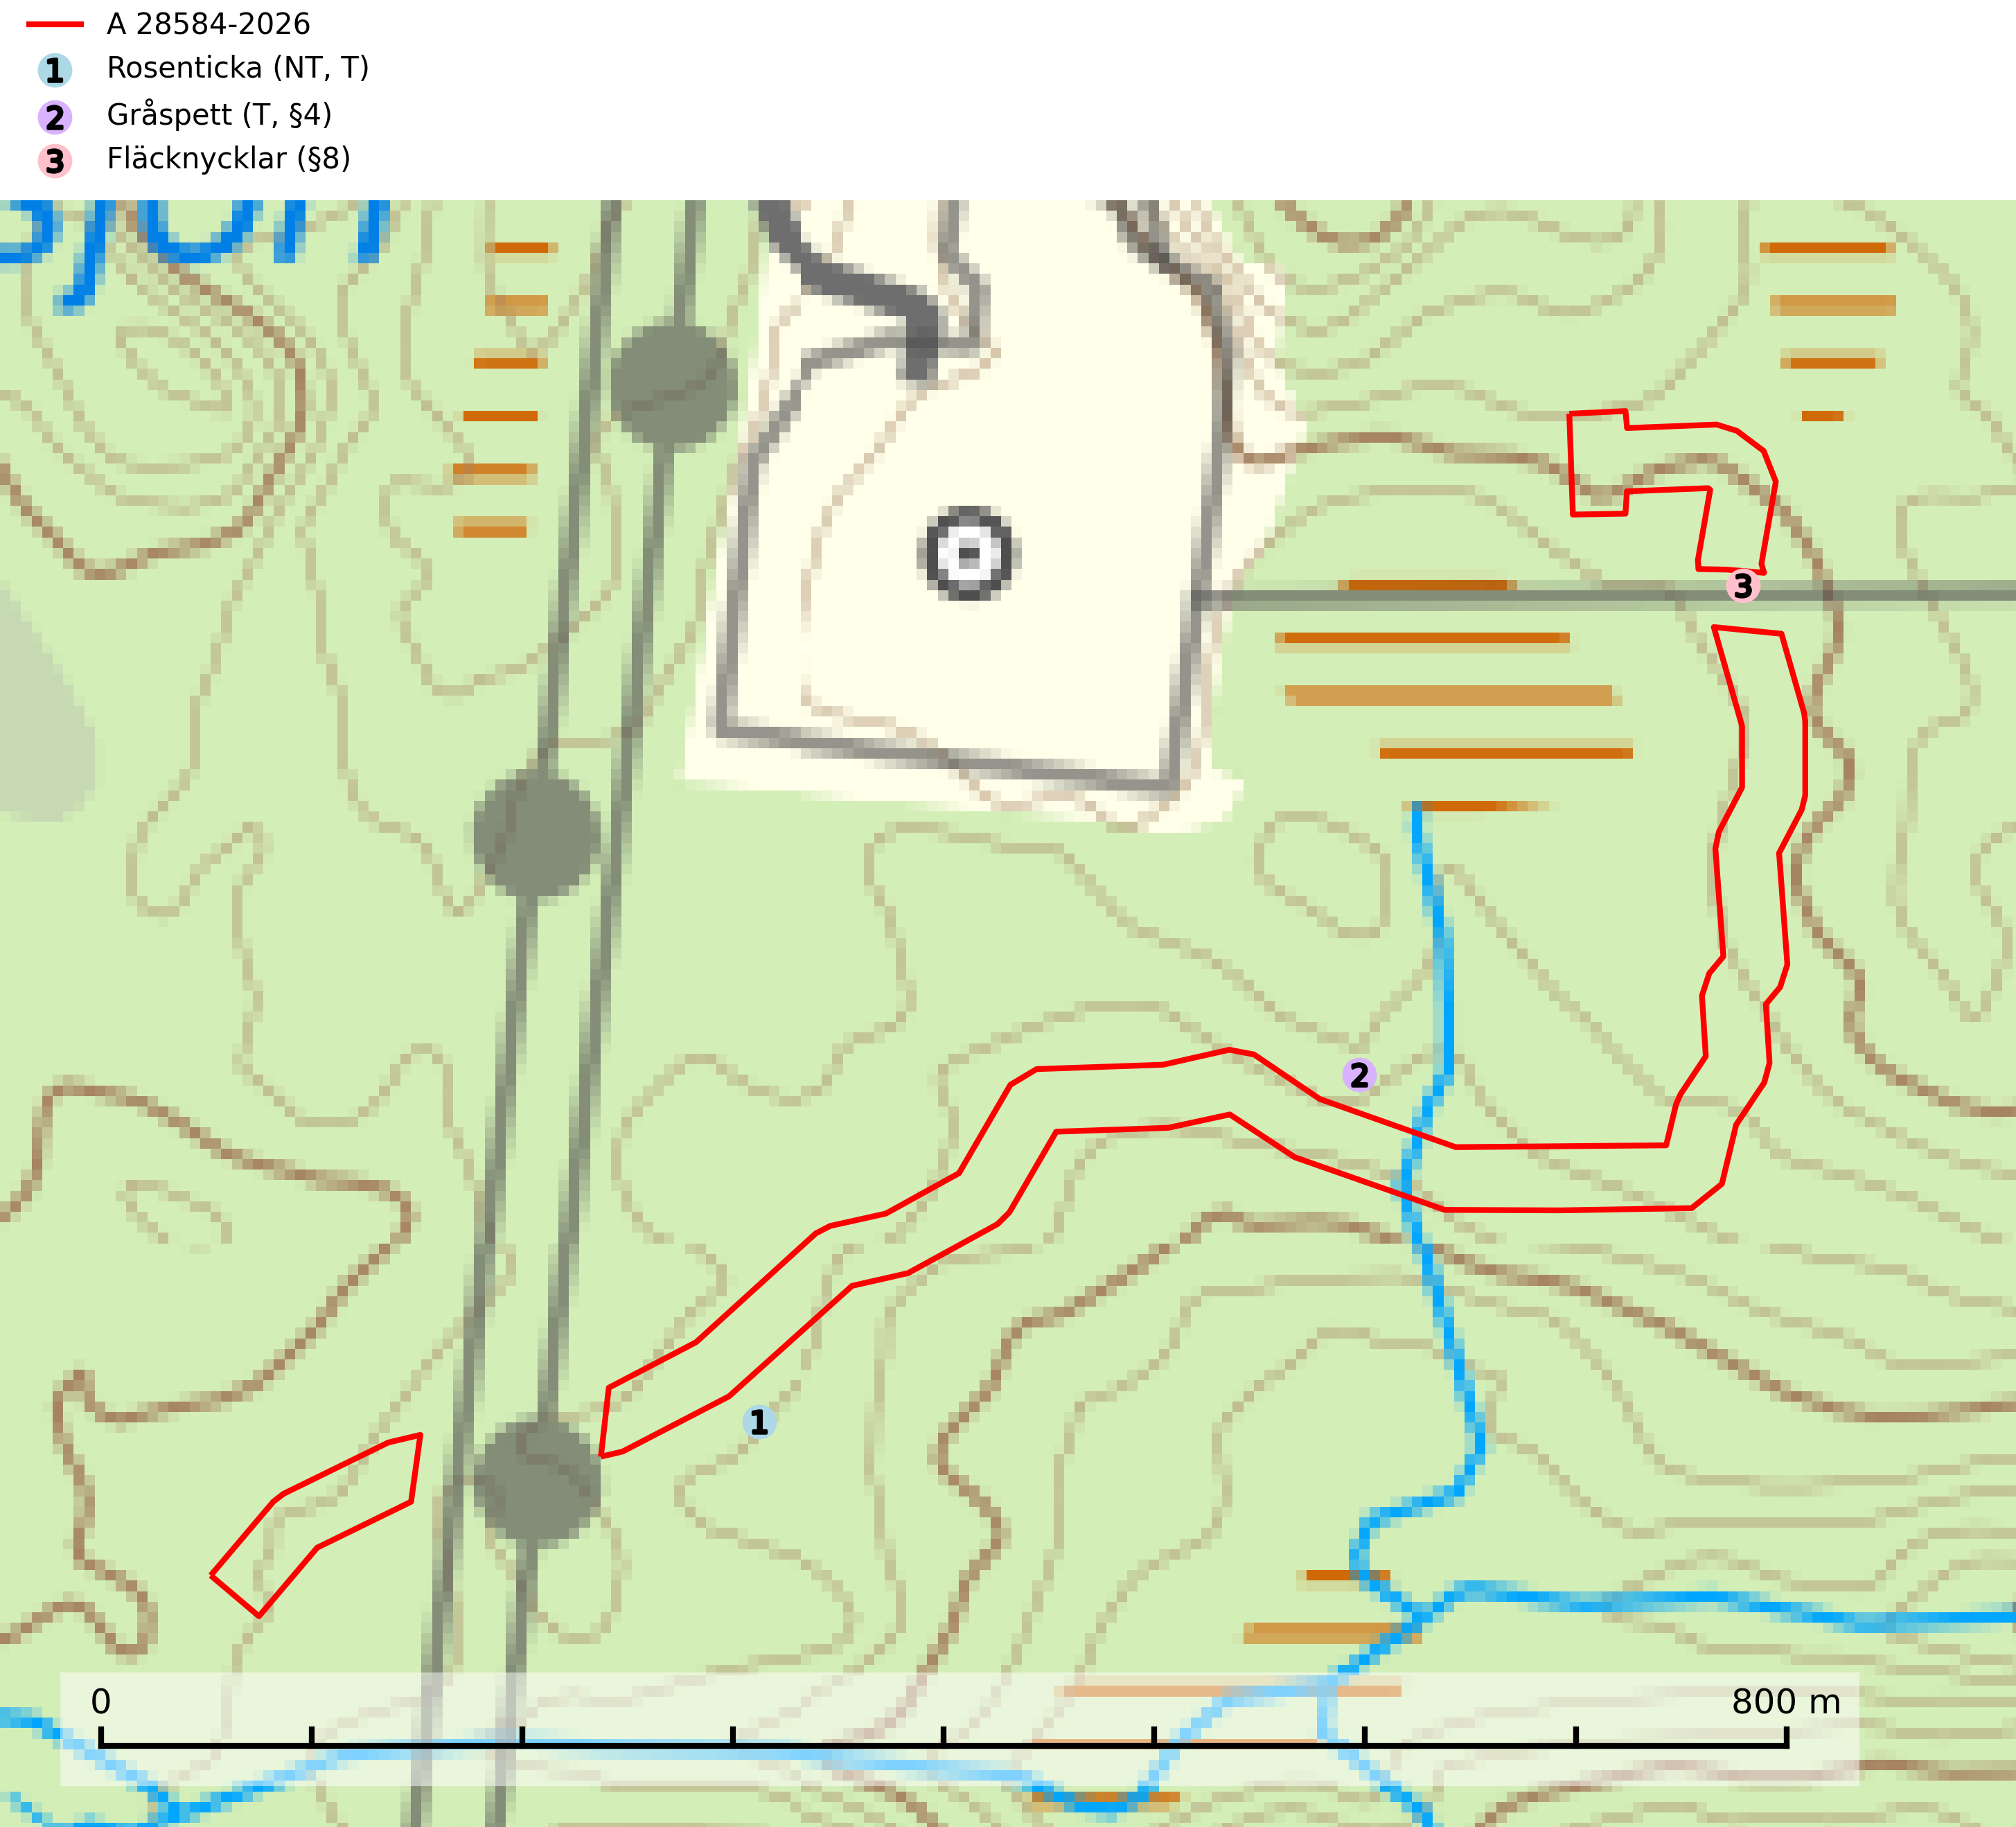 A 28584-2026
1 Rosenticka (NT, T)
2 Gråspett (T, §4)
3 Fläcknycklar (§8)
3
2
1
0 800 m